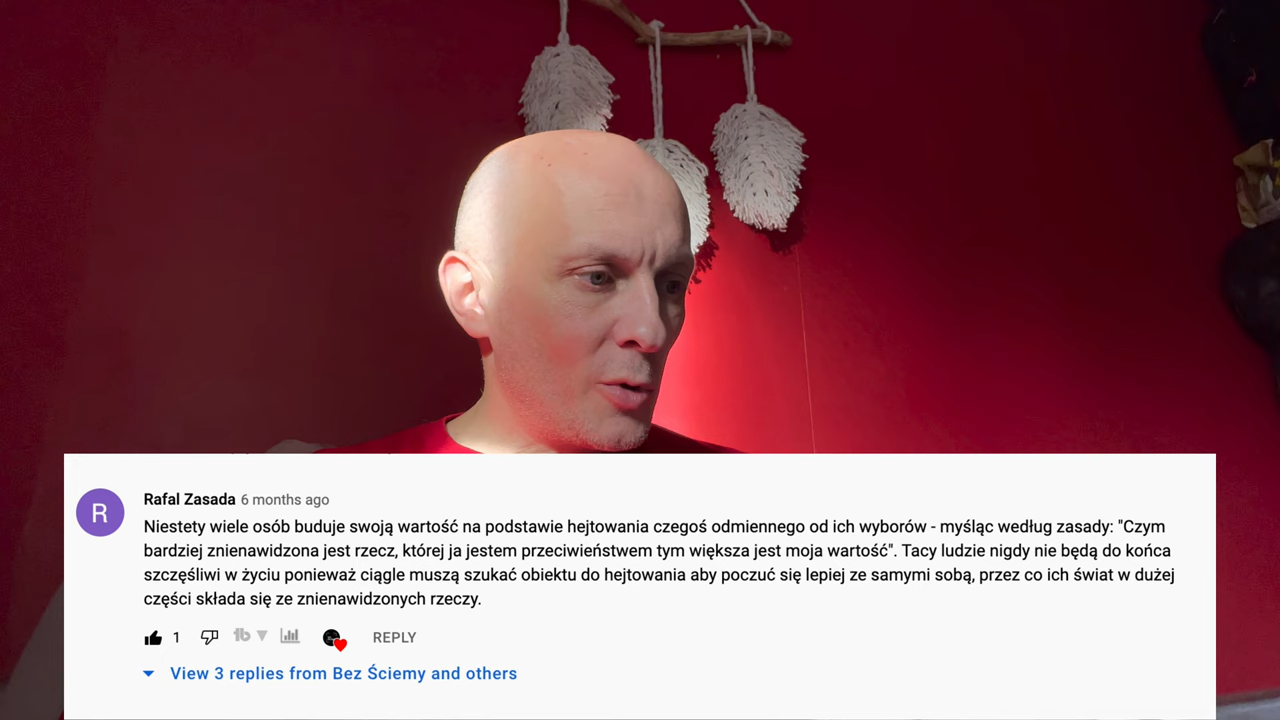 R
Rafal Zasada 6 months ago
Niestety wiele osób buduje swoją wartość na podstawie hejtowania czegoś odmiennego od ich wyborów - myśląc według zasady: "Czym
bardziej znienawidzona jest rzecz, której ja jestem przeciwieństwem tym większa jest moja wartość". Tacy ludzie nigdy nie będą do końca
szczęśliwi w życiu ponieważ ciągle muszą szukać obiektu do hejtowania aby poczuć się lepiej ze samymi sobą, przez co ich świat w dużej
części składa się ze znienawidzonych rzeczy.
1 tb REPLY
View 3 replies from Bez Ściemy and others